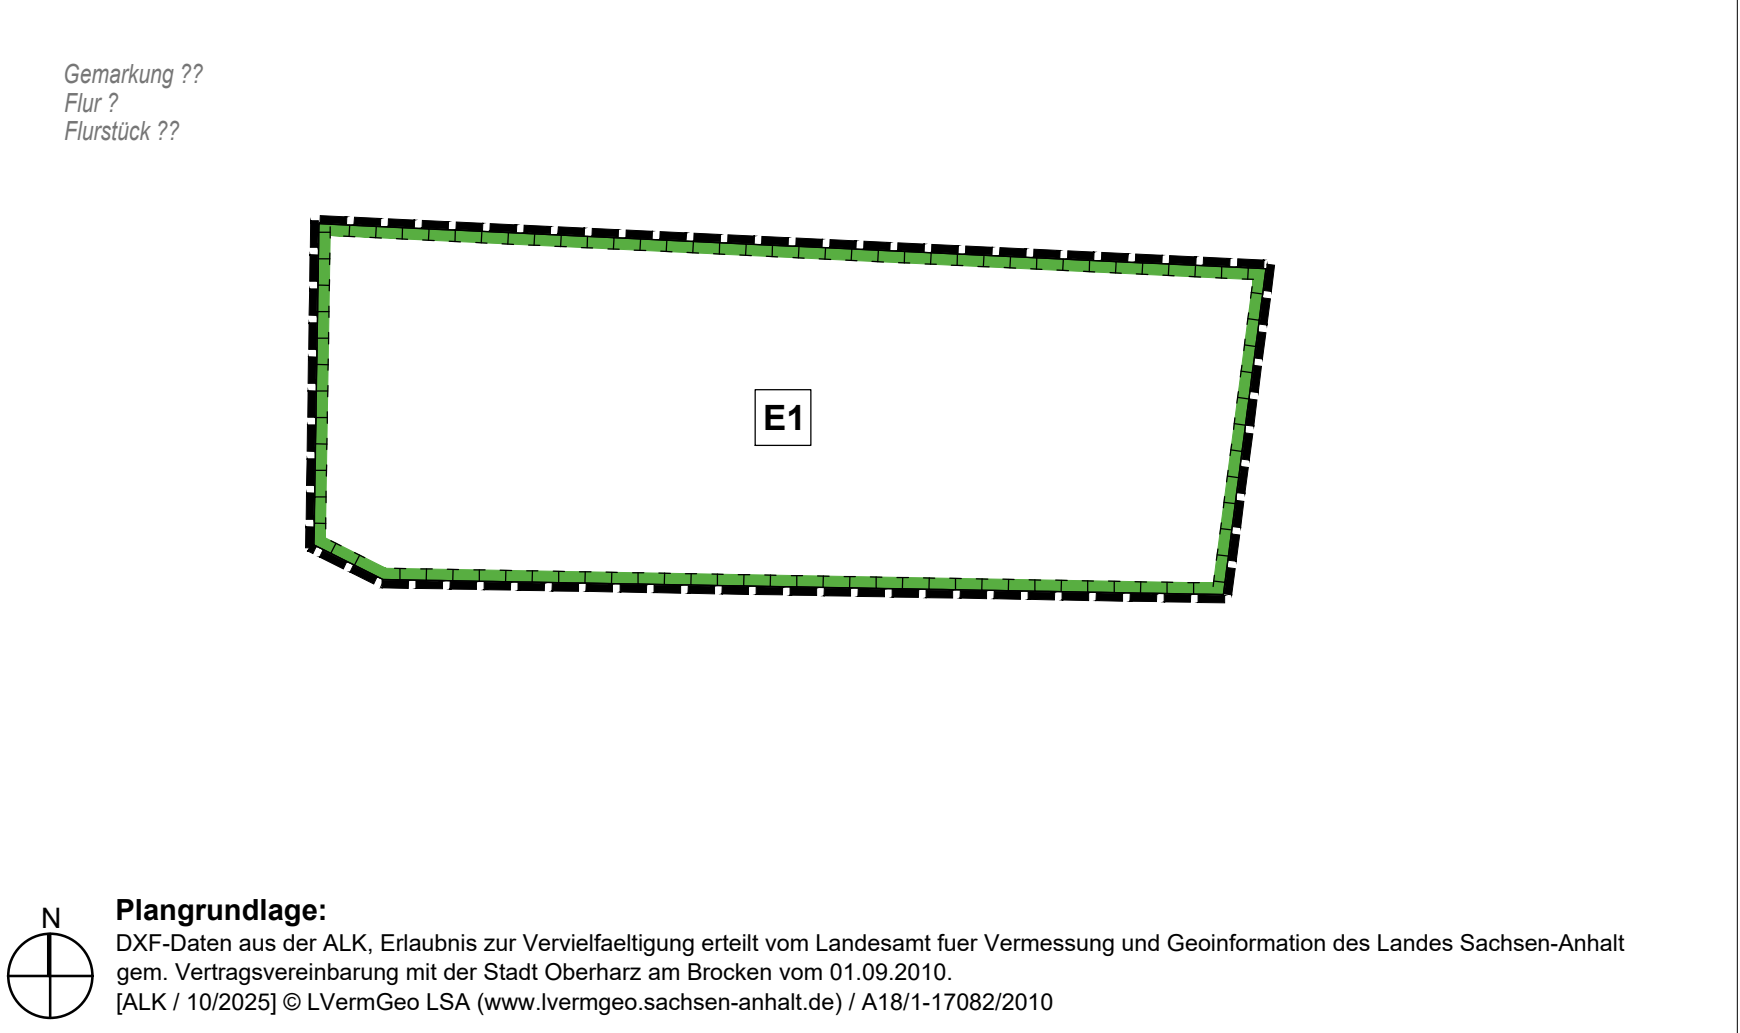 Gemarkung ??
Flur ?
Flurstück ??
E1
N
Plangrundlage:
DXF-Daten aus der ALK, Erlaubnis zur Vervielfaeltigung erteilt vom Landesamt fuer Vermessung und Geoinformation des Landes Sachsen-Anhalt
gem. Vertragsvereinbarung mit der Stadt Oberharz am Brocken vom 01.09.2010.
[ALK / 10/2025] © LVermGeo LSA (www.lvermgeo.sachsen-anhalt.de) / A18/1-17082/2010